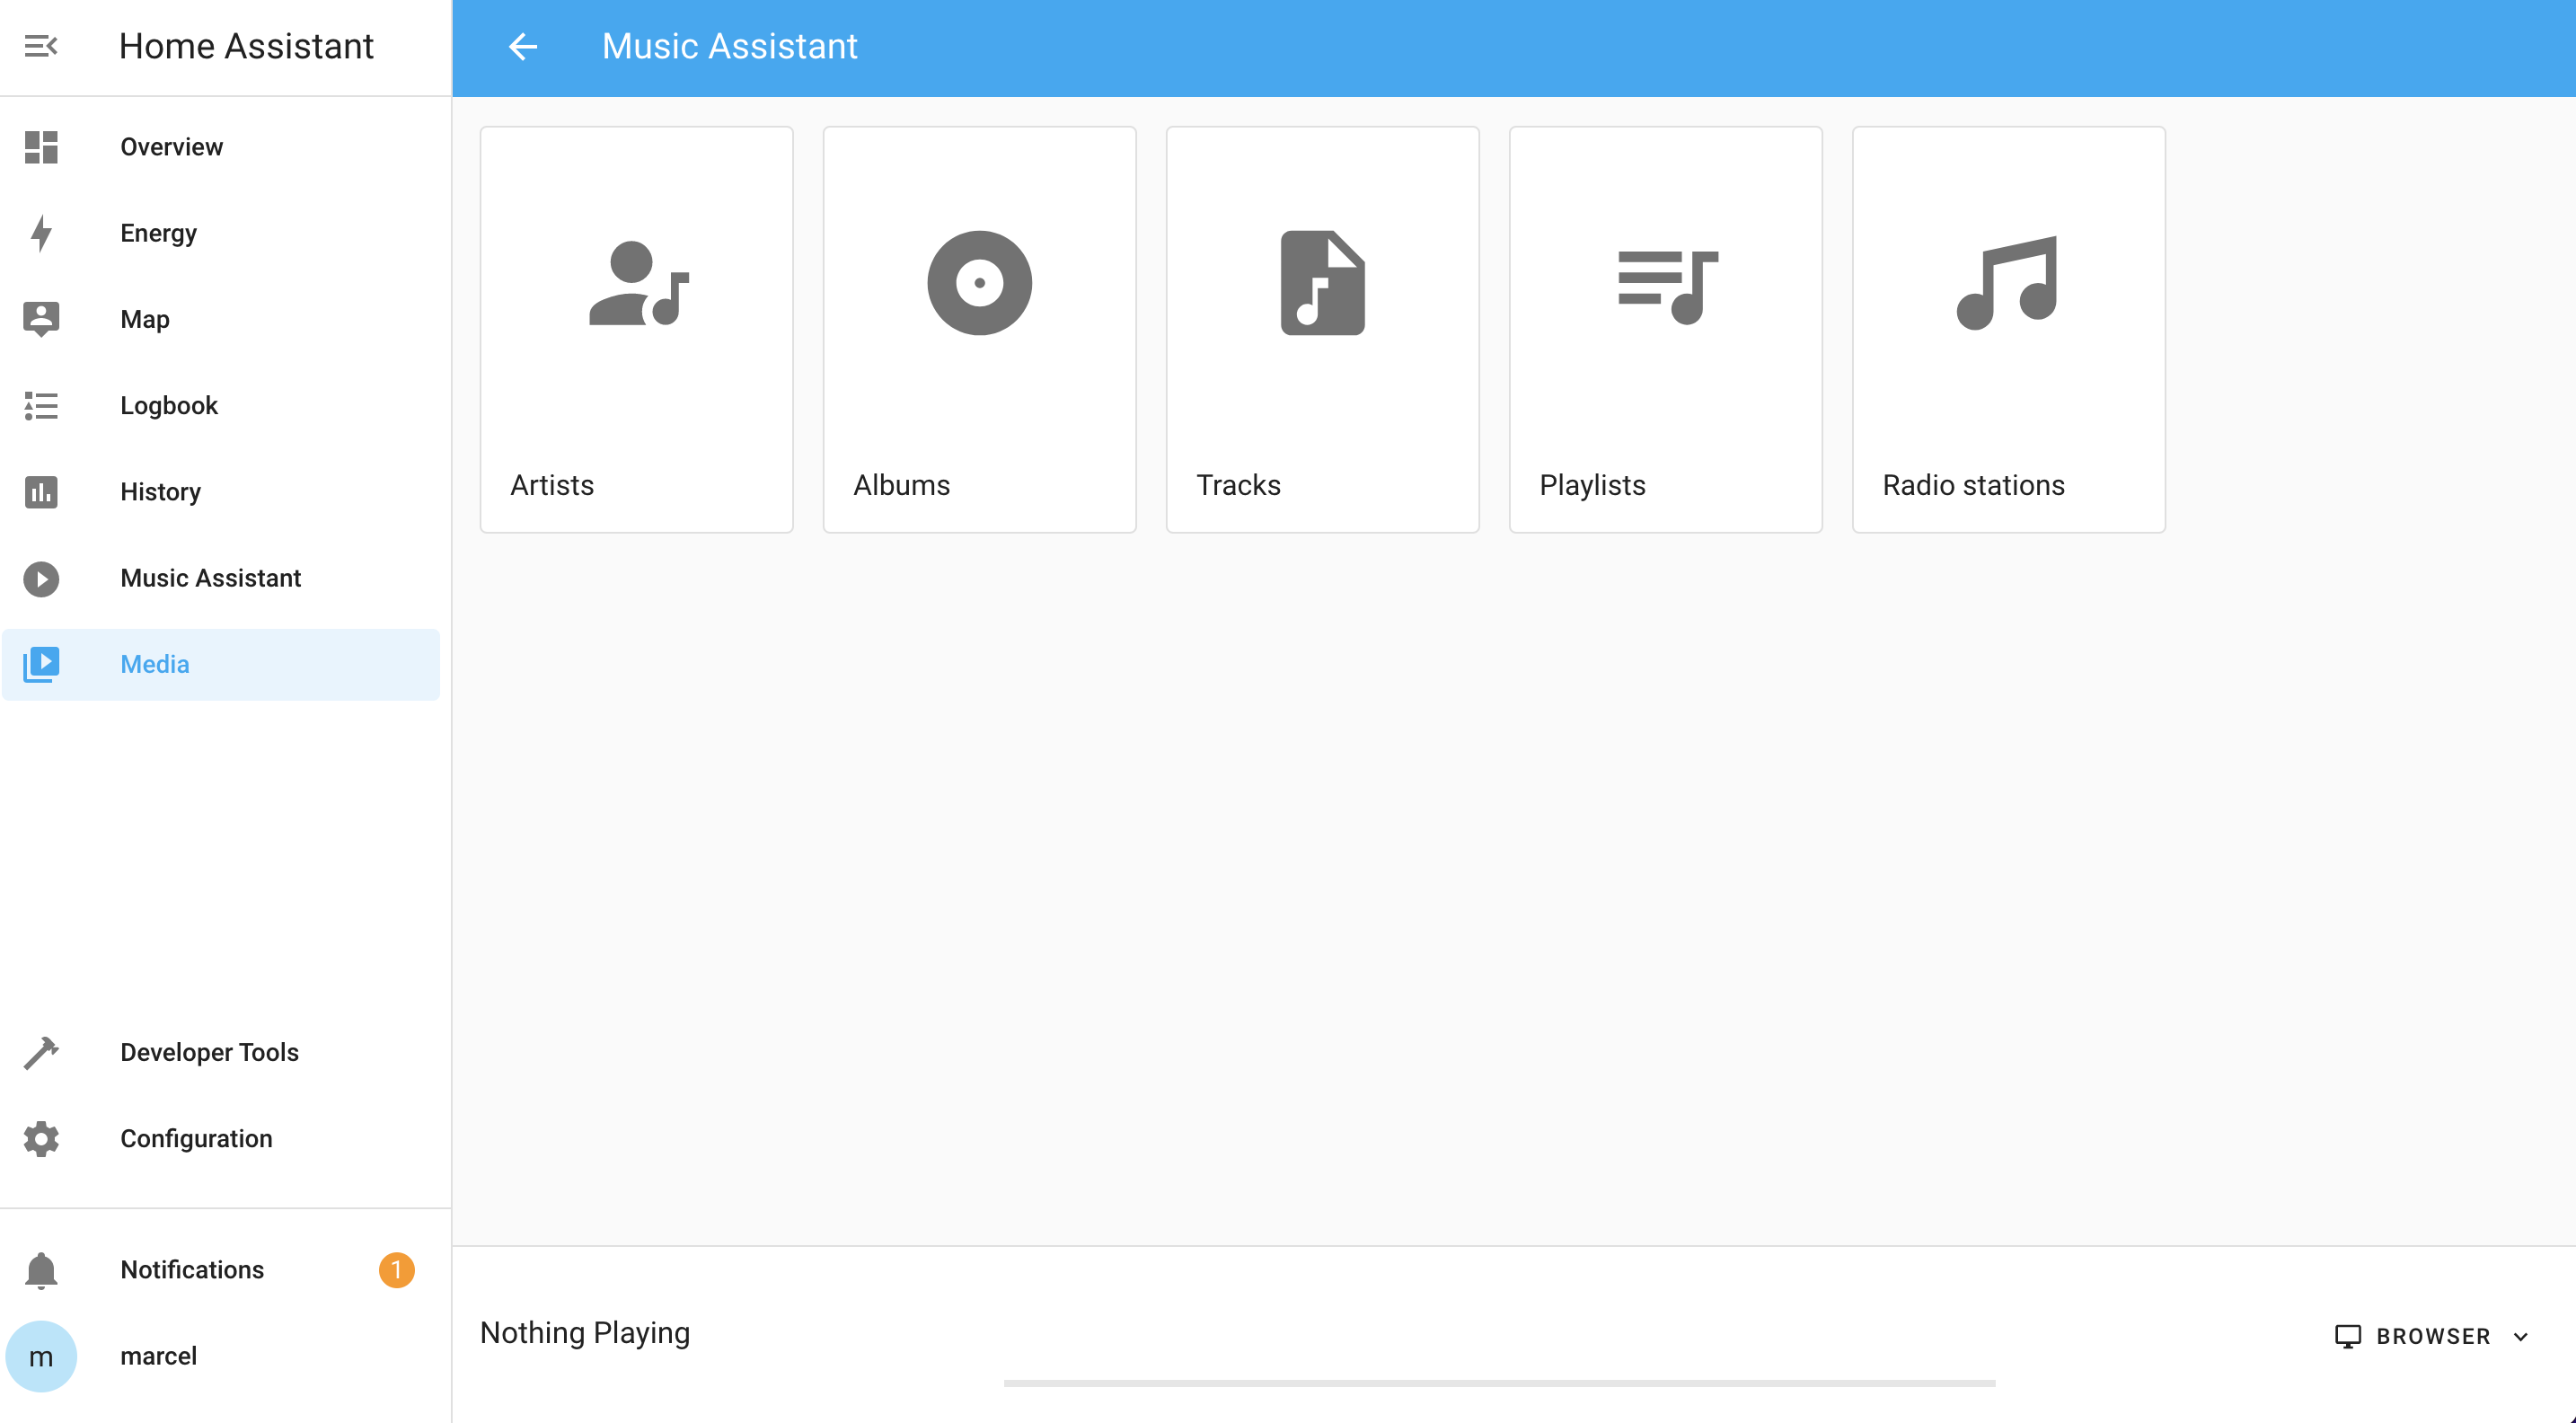 Home Assistant
Music Assistant
Overview
Energy
Map
Logbook
History
Music Assistant
Media
Artists
Albums
Tracks
Playlists
Radio stations
Developer Tools
Configuration
Notifications
1
m
marcel
Nothing Playing
BROWSER